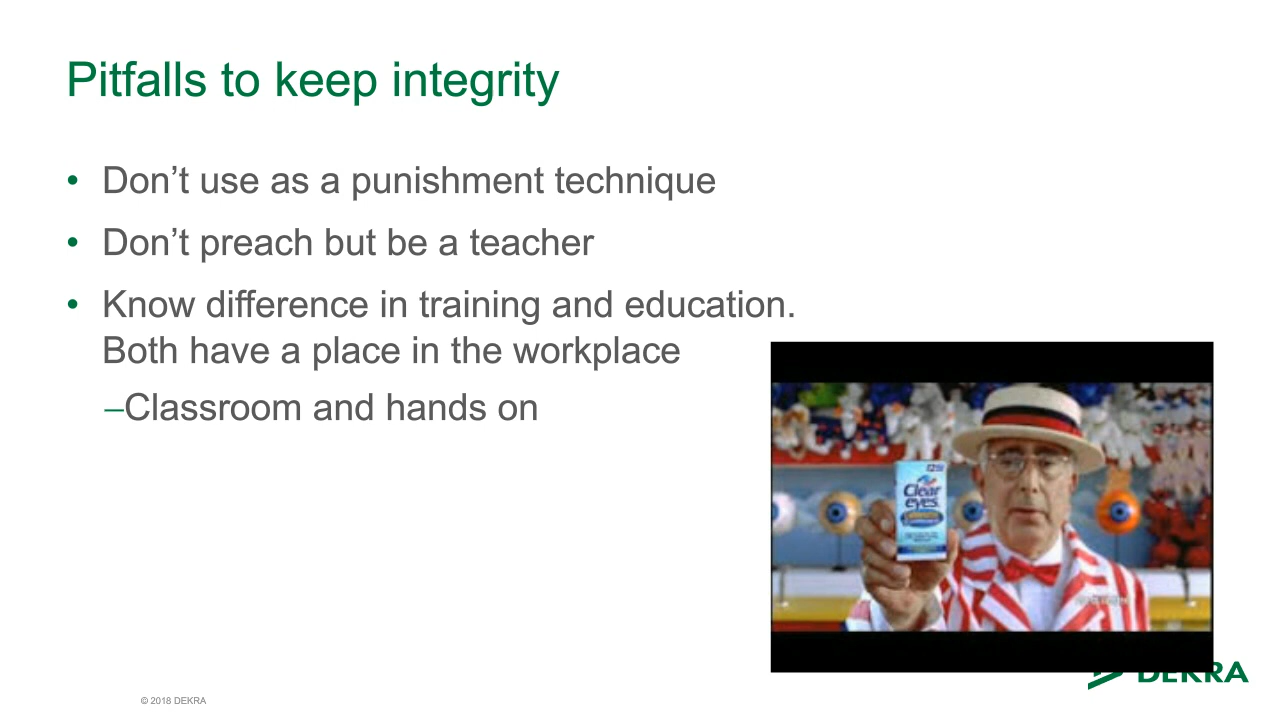 Pitfalls to keep integrity
• Don’t use as a punishment technique
• Don’t preach but be a teacher
• Know difference in training and education.
Both have a place in the workplace
–Classroom and hands on
Clear
eyes
© 2018 DEKRA
DEKRA